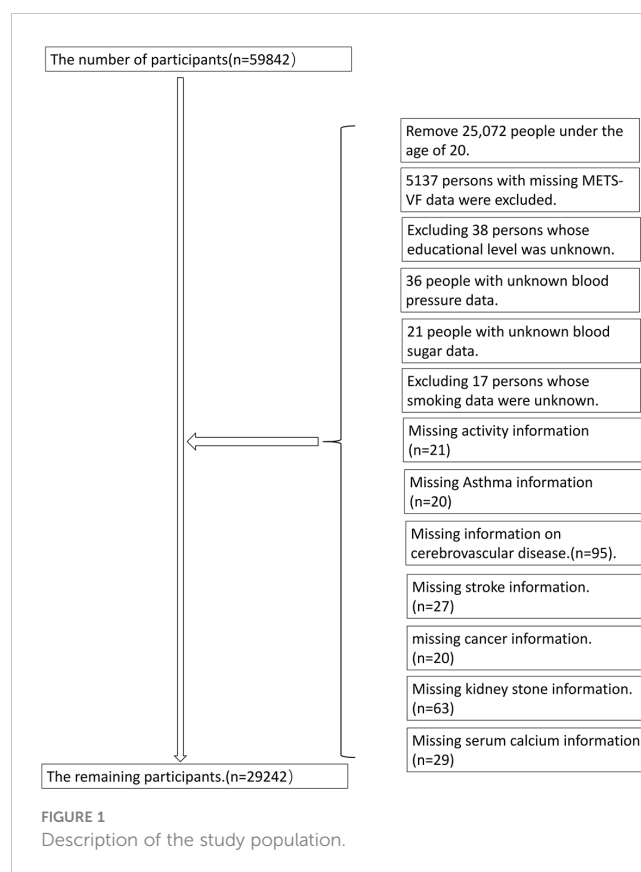 The number of participants(n=59842)
Remove 25,072 people under the
age of 20.
5137 persons with missing METS-
VF data were excluded.
Excluding 38 persons whose
educational level was unknown.
36 people with unknown blood
pressure data.
21 people with unknown blood
sugar data.
Excluding 17 persons whose
smoking data were unknown.
Missing activity information
(n=21)
Missing Asthma information
(n=20)
Missing information on
cerebrovascular disease.(n=95).
Missing stroke information.
(n=27)
missing cancer information.
(n=20)
Missing kidney stone information.
(n=63)
Missing serum calcium information
(n=29)
The remaining participants.(n=29242)
FIGURE 1
Description of the study population.